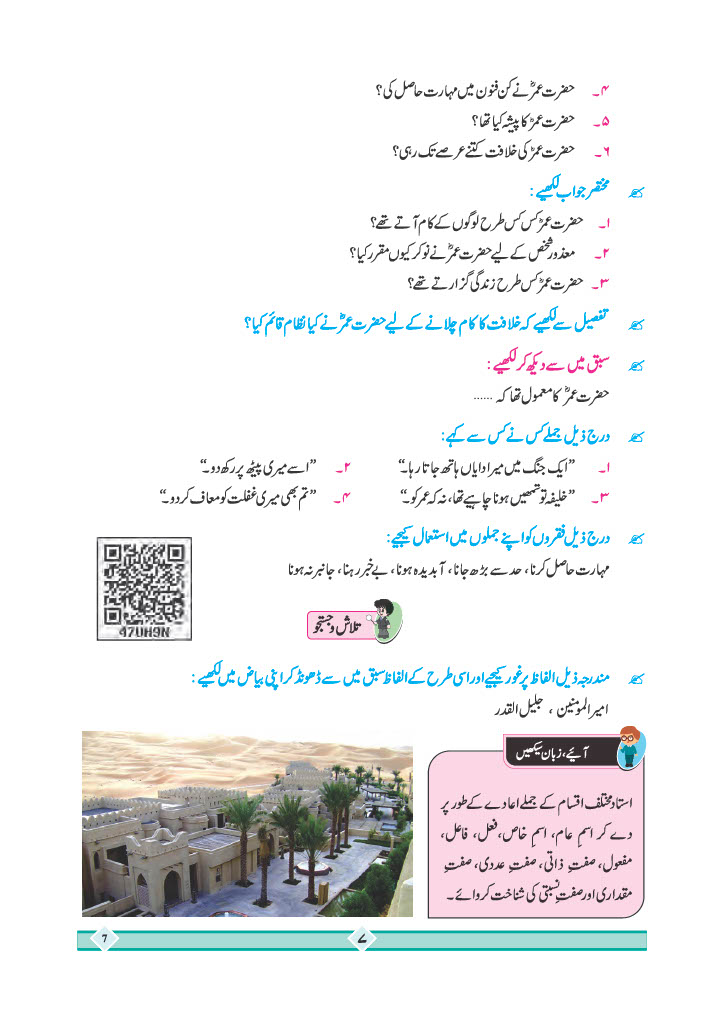 ۴۔ حضرت عمرؓ نے کن فنون میں مہارت حاصل کی؟
۵۔ حضرت عمرؓ کا پیشہ کیا تھا؟
۶۔ حضرت عمرؓ کی خلافت کتنے عرصے تک رہی؟
مختصر جواب لکھیے :
۱۔ حضرت عمرؓ کس کس طرح لوگوں کے کام آتے تھے؟
۲۔ معذور شخص کے لیے حضرت عمرؓ نے نوکر کیوں مقرر کیا؟
۳۔ حضرت عمرؓ کس طرح زندگی گزارتے تھے؟
تفصیل سے لکھیے کہ خلافت کا کام چلانے کے لیے حضرت عمرؓ نے کیا نظام قائم کیا؟
سبق میں سے دیکھ کر لکھیے :
حضرت عمرؓ کا معمول تھا کہ ......
درج ذیل جملے کس نے کس سے کہے :
۱۔ ”ایک جنگ میں میرا دایاں ہاتھ جاتا رہا۔“ ۲۔ ”اسے میری پیٹھ پر رکھ دو۔“
۳۔ ”خلیفہ تو تمھیں ہونا چاہیے تھا، نہ کہ عمر کو۔“ ۴۔ ”تم بھی میری غفلت کو معاف کر دو۔“
درج ذیل فقروں کو اپنے جملوں میں استعمال کیجیے :
مہارت حاصل کرنا، حد سے بڑھ جانا، آبدیدہ ہونا، بے خبر رہنا، جانبر نہ ہونا
47UH9N
تلاش و جستجو
مندرجہ ذیل الفاظ پر غور کیجیے اور اسی طرح کے الفاظ سبق میں سے ڈھونڈ کر اپنی بیاض میں لکھیے :
امیر المؤمنین ، جلیل القدر
آئیے، زبان سیکھیں
استاد مختلف اقسام کے جملے اعادے کے طور پر
دے کر اسمِ عام، اسمِ خاص، فعل، فاعل،
مفعول، صفتِ ذاتی، صفتِ عددی، صفتِ
مقداری اور صفتِ نسبتی کی شناخت کروائے۔
7
۷